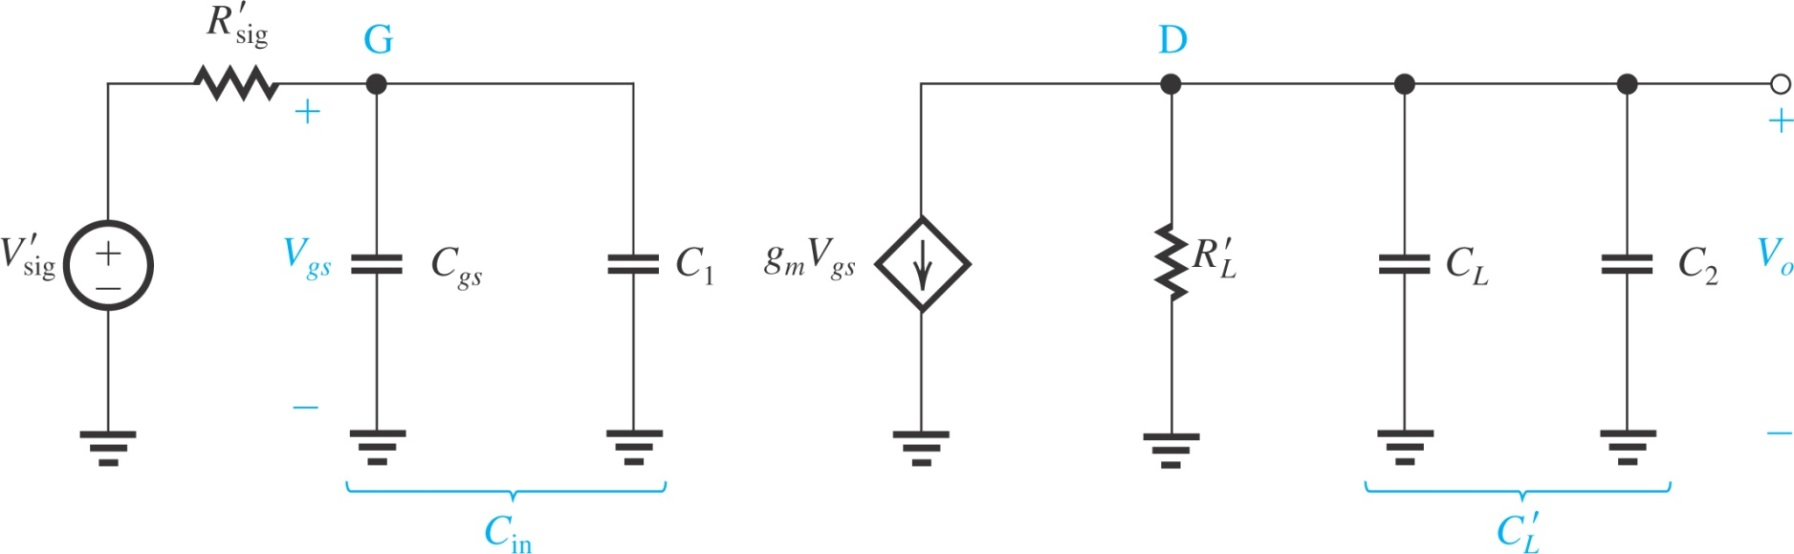 R′sig
G
D
+
+
V′sig
+
−
Vgs
Cgs
C1
gmVgs
R′L
CL
C2
Vo
−
−
Cin
C′L